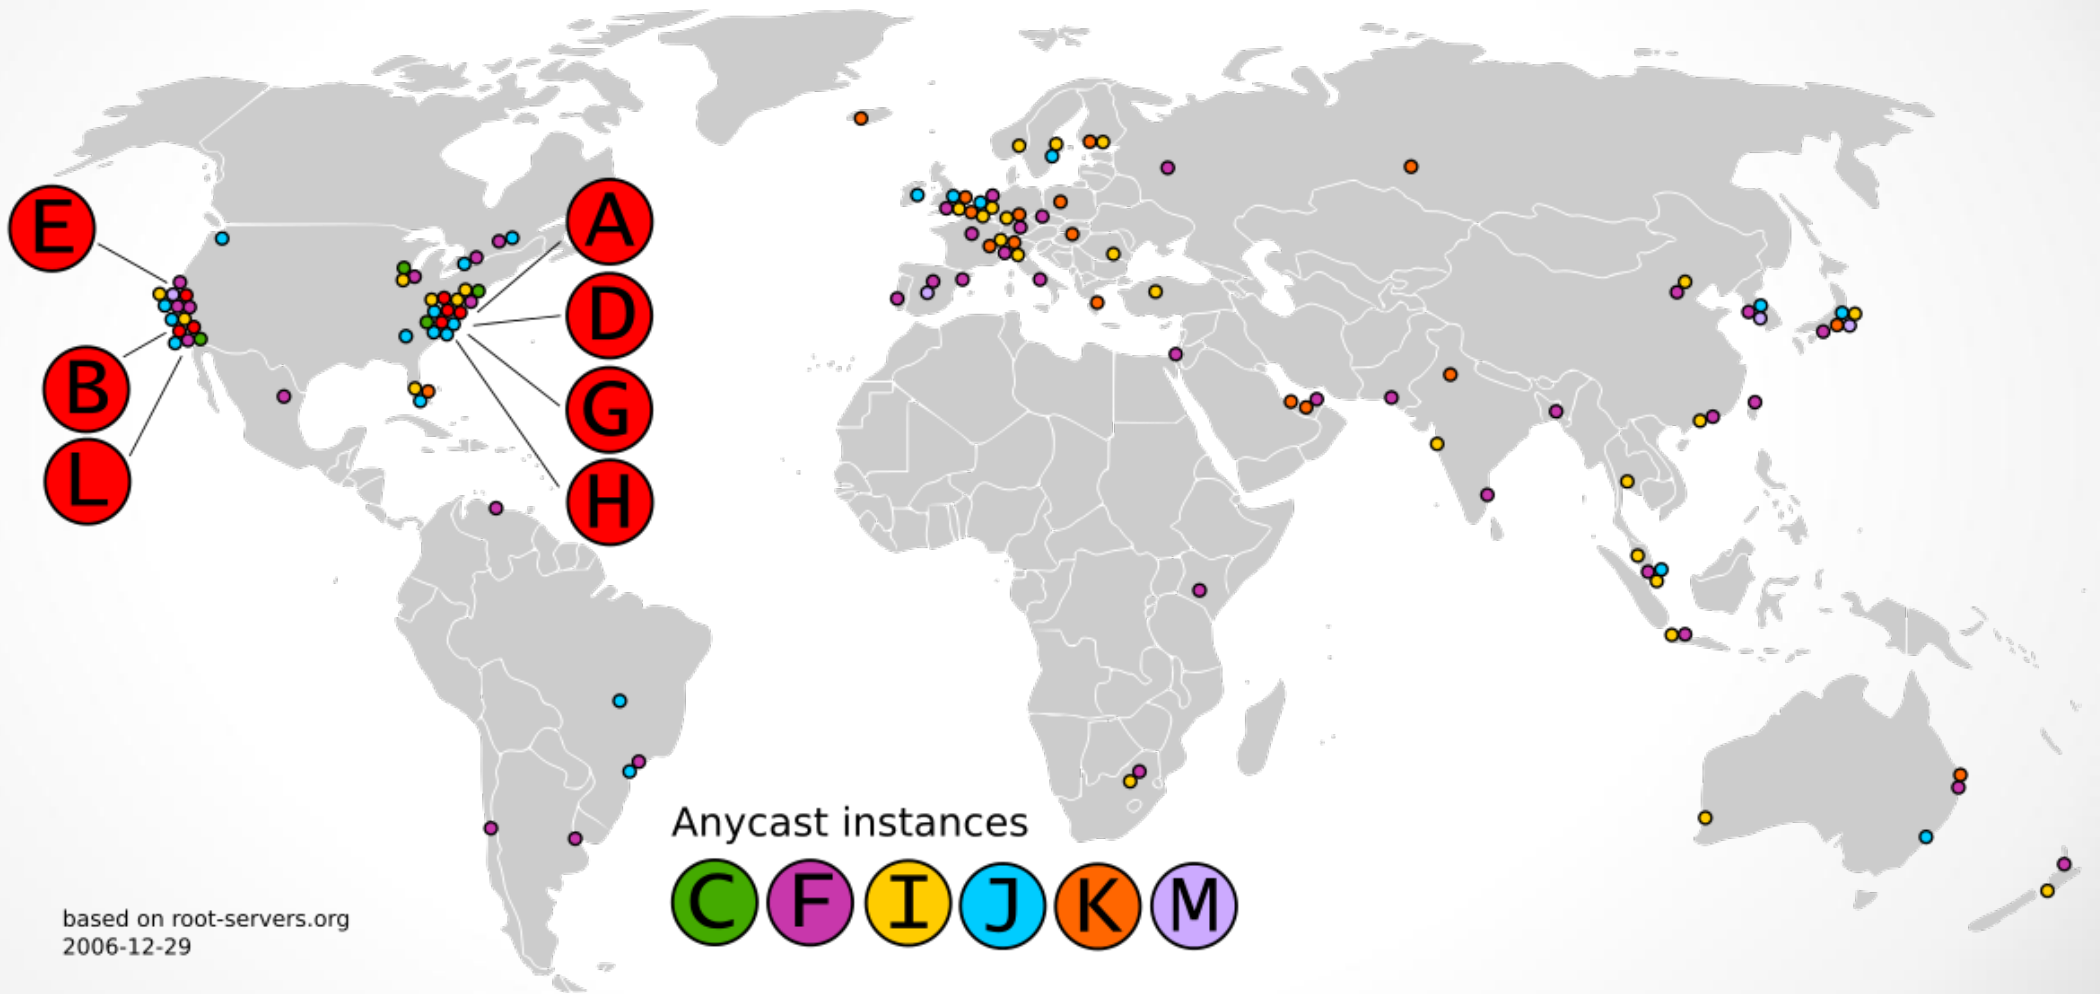 E
B
L
A
D
G
H
Anycast instances
C F I J K M
based on root-servers.org
2006-12-29